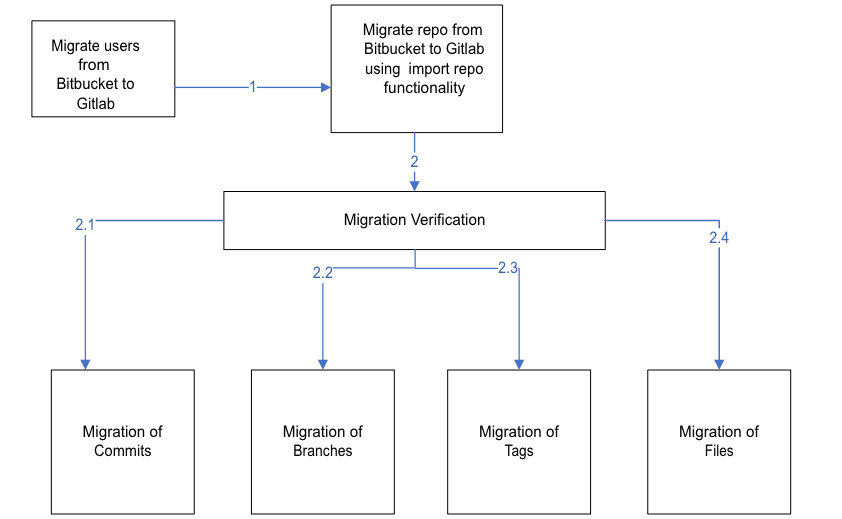 Migrate users
from
Bitbucket to
Gitlab
1
Migrate repo from
Bitbucket to Gitlab
using import repo
functionality
2
Migration Verification
2.1
2.2
2.3
2.4
Migration of
Commits
Migration of
Branches
Migration of
Tags
Migration of
Files